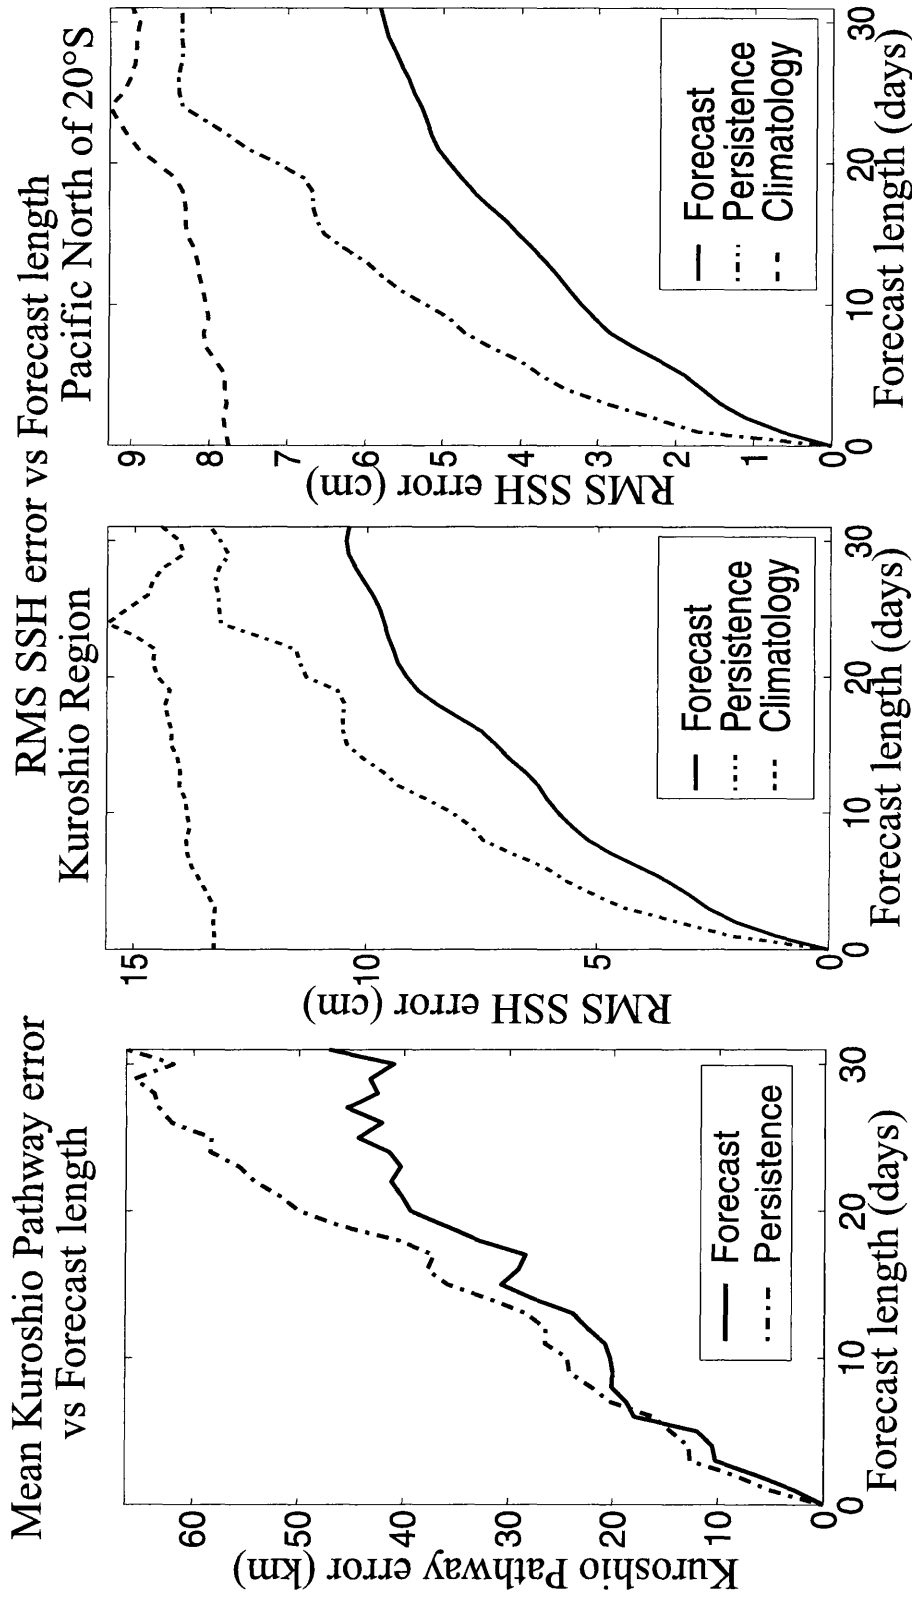 Mean Kuroshio Pathway error
vs Forecast length
Kuroshio Pathway error (km)
60
50
40
30
20
10
0
0
10
20
30
Forecast length (days)
Forecast
Persistence
RMS SSH error vs Forecast length
Kuroshio Region
RMS SSH error (cm)
15
10
5
0
0
10
20
30
Forecast length (days)
Forecast
Persistence
Climatology
Pacific North of 20°S
RMS SSH error (cm)
9
8
7
6
5
4
3
2
1
0
0
10
20
30
Forecast length (days)
Forecast
Persistence
Climatology